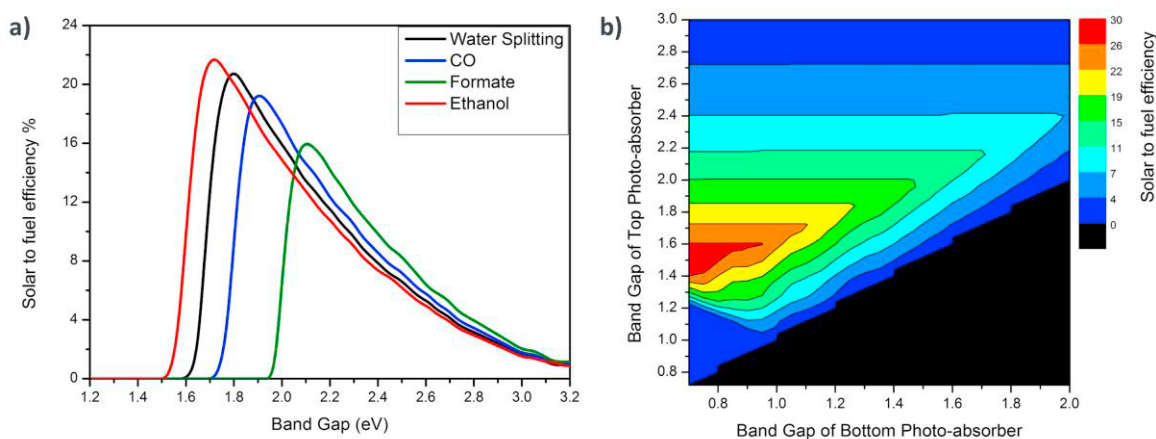 a)
24
20
16
12
8
4
0
Solar to fuel efficiency %
Water Splitting
CO
Formate
Ethanol
1.2 1.4 1.6 1.8 2.0 2.2 2.4 2.6 2.8 3.0 3.2
Band Gap (eV)
b)
3.0
2.8
2.6
2.4
2.2
2.0
1.8
1.6
1.4
1.2
1.0
0.8
Band Gap of Top Photo-absorber
0.8 1.0 1.2 1.4 1.6 1.8 2.0
Band Gap of Bottom Photo-absorber
30
26
22
19
15
11
7
4
0
Solar to fuel efficiency